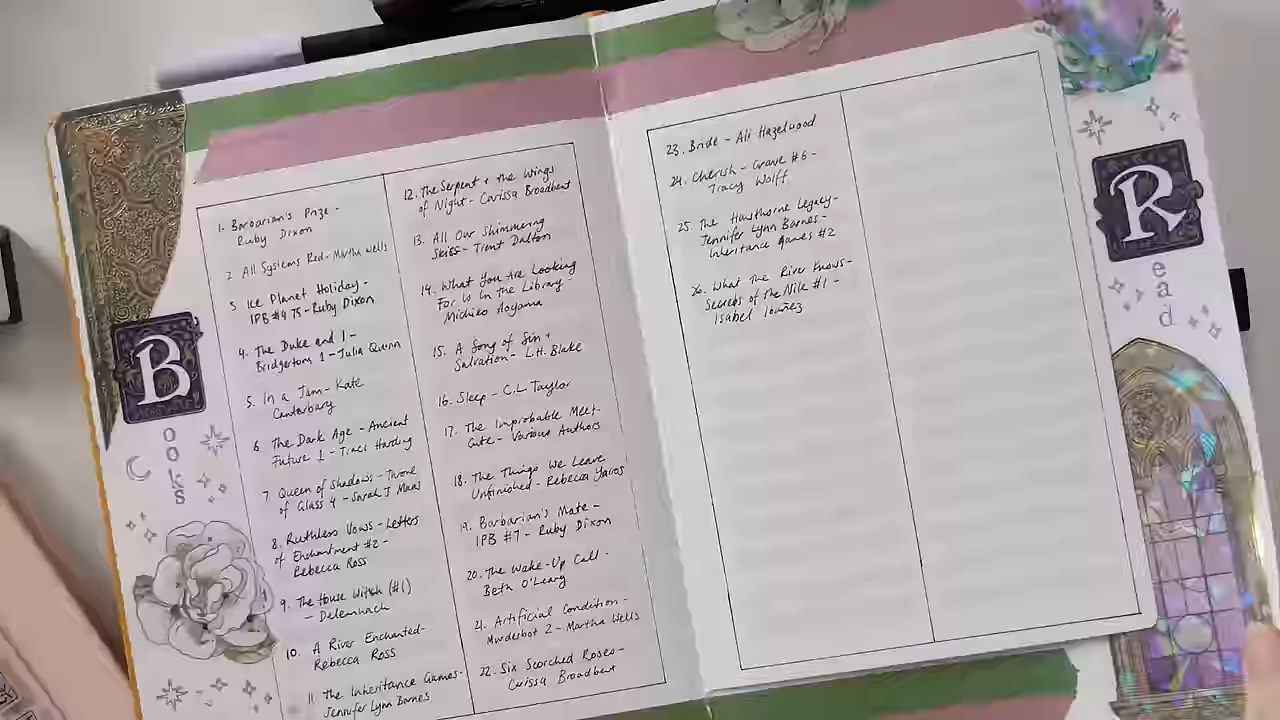 B
o
o
k
s
1. Barbarian's Prize -
Ruby Dixon
2. All Systems Red - Martha Wells
3. Ice Planet Holiday -
IPB #4.75 - Ruby Dixon
4. The Duke and I -
Bridgertons 1 - Julia Quinn
5. In a Jam - Kate
Canterbary
6. The Dark Age - Ancient
Future 1 - Traci Harding
7. Queen of Shadows - Throne
of Glass 4 - Sarah J Maas
8. Ruthless Vows - Letters
of Enchantment #2 -
Rebecca Ross
9. The House Witch (#1)
- Delemhach
10. A River Enchanted -
Rebecca Ross
11. The Inheritance Games -
Jennifer Lynn Barnes
12. The Serpent + the Wings
of Night - Carissa Broadbent
13. All Our Shimmering
Skies - Trent Dalton
14. What You Are Looking
For Is In the Library
Michiko Aoyama
15. A Song of Sin +
Salvation - L.H. Blake
16. Sleep - C.L Taylor
17. The Improbable Meet-
Cute - Various Authors
18. The Things We Leave
Unfinished - Rebecca Yarros
19. Barbarian's Mate -
IPB #7 - Ruby Dixon
20. The Wake-Up Call -
Beth O'Leary
21. Artificial Condition -
Murderbot 2 - Martha Wells
22. Six Scorched Roses -
Carissa Broadbent
23. Bride - Ali Hazelwood
24. Cherish - Crave #6 -
Tracy Wolff
25. The Hawthorne Legacy -
Jennifer Lynn Barnes -
Inheritance Games #2
26. What The River Knows -
Secrets of the Nile #1 -
Isabel Ibañez
R
e
a
d